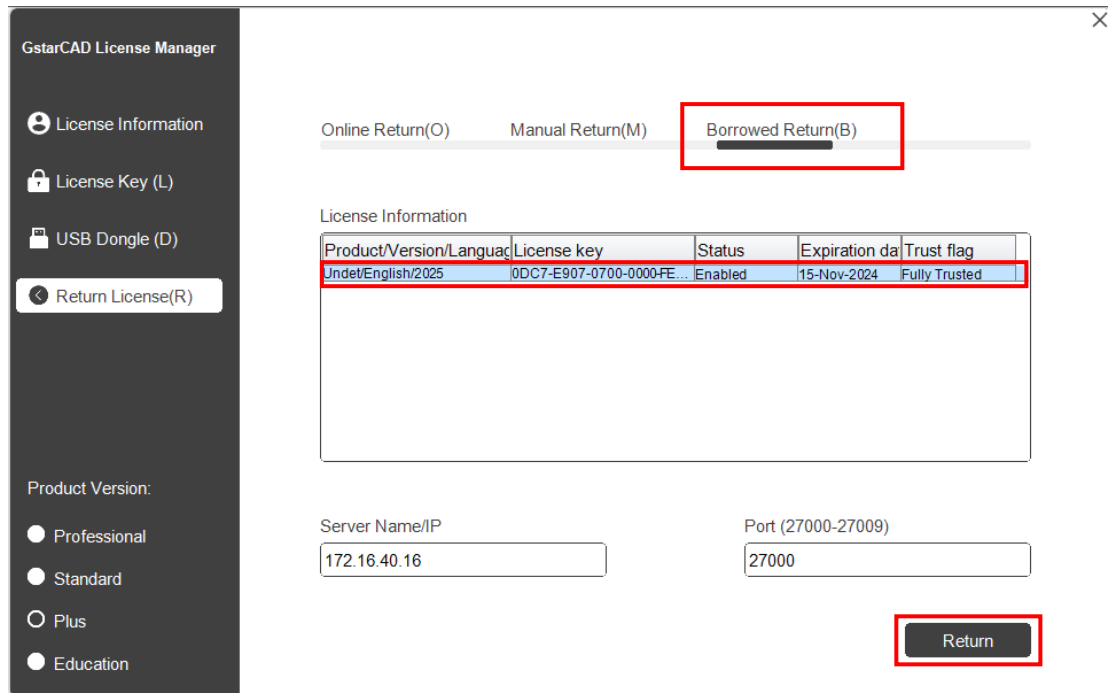 GstarCAD License Manager
License Information
License Key (L)
USB Dongle (D)
Return License(R)
Product Version:
Professional
Standard
Plus
Education
Online Return(O) Manual Return(M) Borrowed Return(B)
License Information
Product/Version/Languag License key Status Expiration da Trust flag
Undet/English/2025 0DC7-E907-0700-0000-FE... Enabled 15-Nov-2024 Fully Trusted
Server Name/IP Port (27000-27009)
172.16.40.16 27000
Return